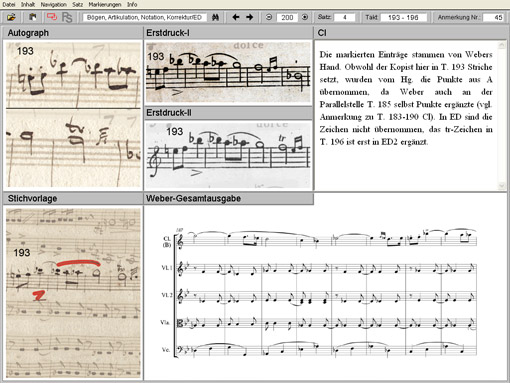 Datei Inhalt Navigation Satz Markierungen Info
Bögen, Artikulation, Notation, Korrektur/ED
200
Satz:
4
Takt:
193 - 196
Anmerkung Nr.:
45
Autograph
193
Erstdruck-I
dolce
193
Erstdruck-II
193
Cl
Die markierten Einträge stammen von Webers
Hand. Obwohl der Kopist hier in T. 193 Striche
setzt, wurden vom Hg. die Punkte aus A
übernommen, da Weber auch an der
Parallelstelle T. 185 selbst Punkte ergänzte (vgl.
Anmerkung zu T. 183-190 Cl). In ED sind die
Zeichen nicht übernommen, das tr-Zeichen in
T. 196 ist erst in ED2 ergänzt.
Stichvorlage
193
Weber-Gesamtausgabe
Cl.
(B)
Vl. 1
Vl. 2
Vla.
Vc.